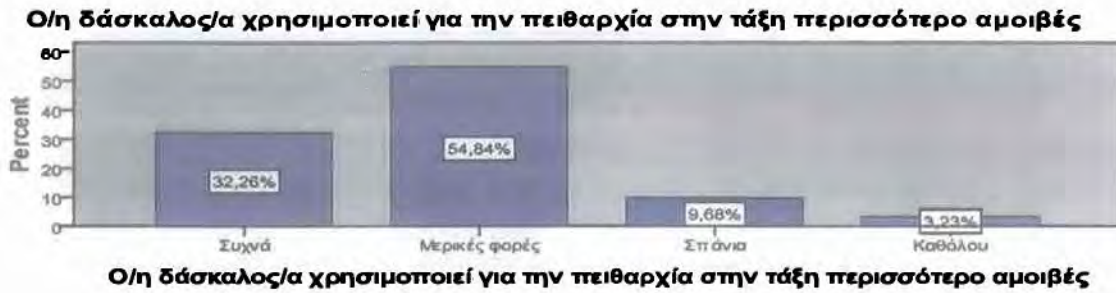 Ο/η δάσκαλος/α χρησιμοποιεί για την πειθαρχία στην τάξη περισσότερο αμοιβές
Percent
60
50
40
30
20
10
0
32,26%
54,84%
9,68%
3,23%
Συχνά Μερικές φορές Σπάνια Καθόλου
Ο/η δάσκαλος/α χρησιμοποιεί για την πειθαρχία στην τάξη περισσότερο αμοιβές